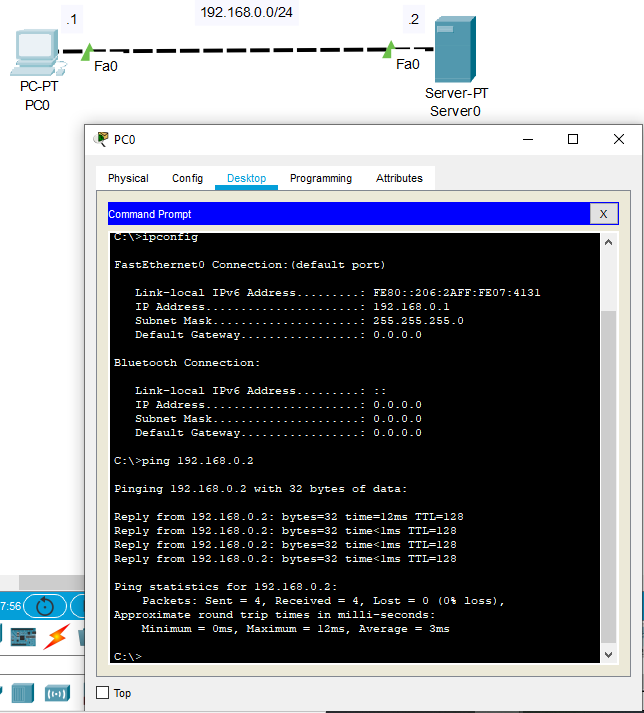 192.168.0.0/24
.1
.2
Fa0
Fa0
PC-PT
PC0
Server-PT
Server0
PC0
Physical Config Desktop Programming Attributes
Command Prompt
X
C:\>ipconfig
FastEthernet0 Connection:(default port)
Link-local IPv6 Address.........: FE80::206:2AFF:FE07:4131
IP Address......................: 192.168.0.1
Subnet Mask.....................: 255.255.255.0
Default Gateway.................: 0.0.0.0
Bluetooth Connection:
Link-local IPv6 Address.........: ::
IP Address......................: 0.0.0.0
Subnet Mask.....................: 0.0.0.0
Default Gateway.................: 0.0.0.0
C:\>ping 192.168.0.2
Pinging 192.168.0.2 with 32 bytes of data:
Reply from 192.168.0.2: bytes=32 time=12ms TTL=128
Reply from 192.168.0.2: bytes=32 time<1ms TTL=128
Reply from 192.168.0.2: bytes=32 time<1ms TTL=128
Reply from 192.168.0.2: bytes=32 time<1ms TTL=128
Ping statistics for 192.168.0.2:
Packets: Sent = 4, Received = 4, Lost = 0 (0% loss),
Approximate round trip times in milli-seconds:
Minimum = 0ms, Maximum = 12ms, Average = 3ms
C:\>
7:56
Top